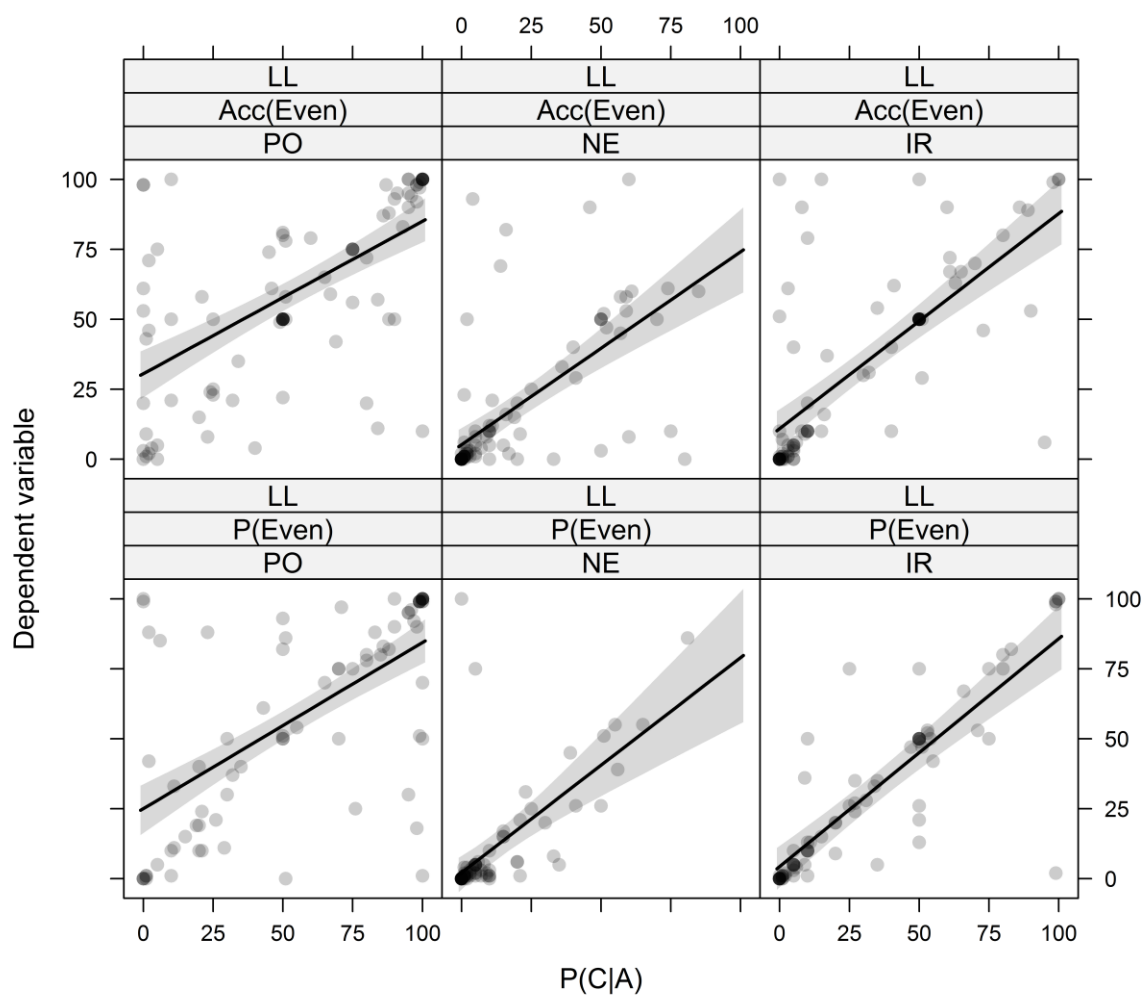 0 25 50 75 100
LL LL LL
Acc(Even) Acc(Even) Acc(Even)
PO NE IR
100
75
50
25
0
LL LL LL
P(Even) P(Even) P(Even)
PO NE IR
100
75
50
25
0
0 25 50 75 100 0 25 50 75 100
Dependent variable
P(C|A)